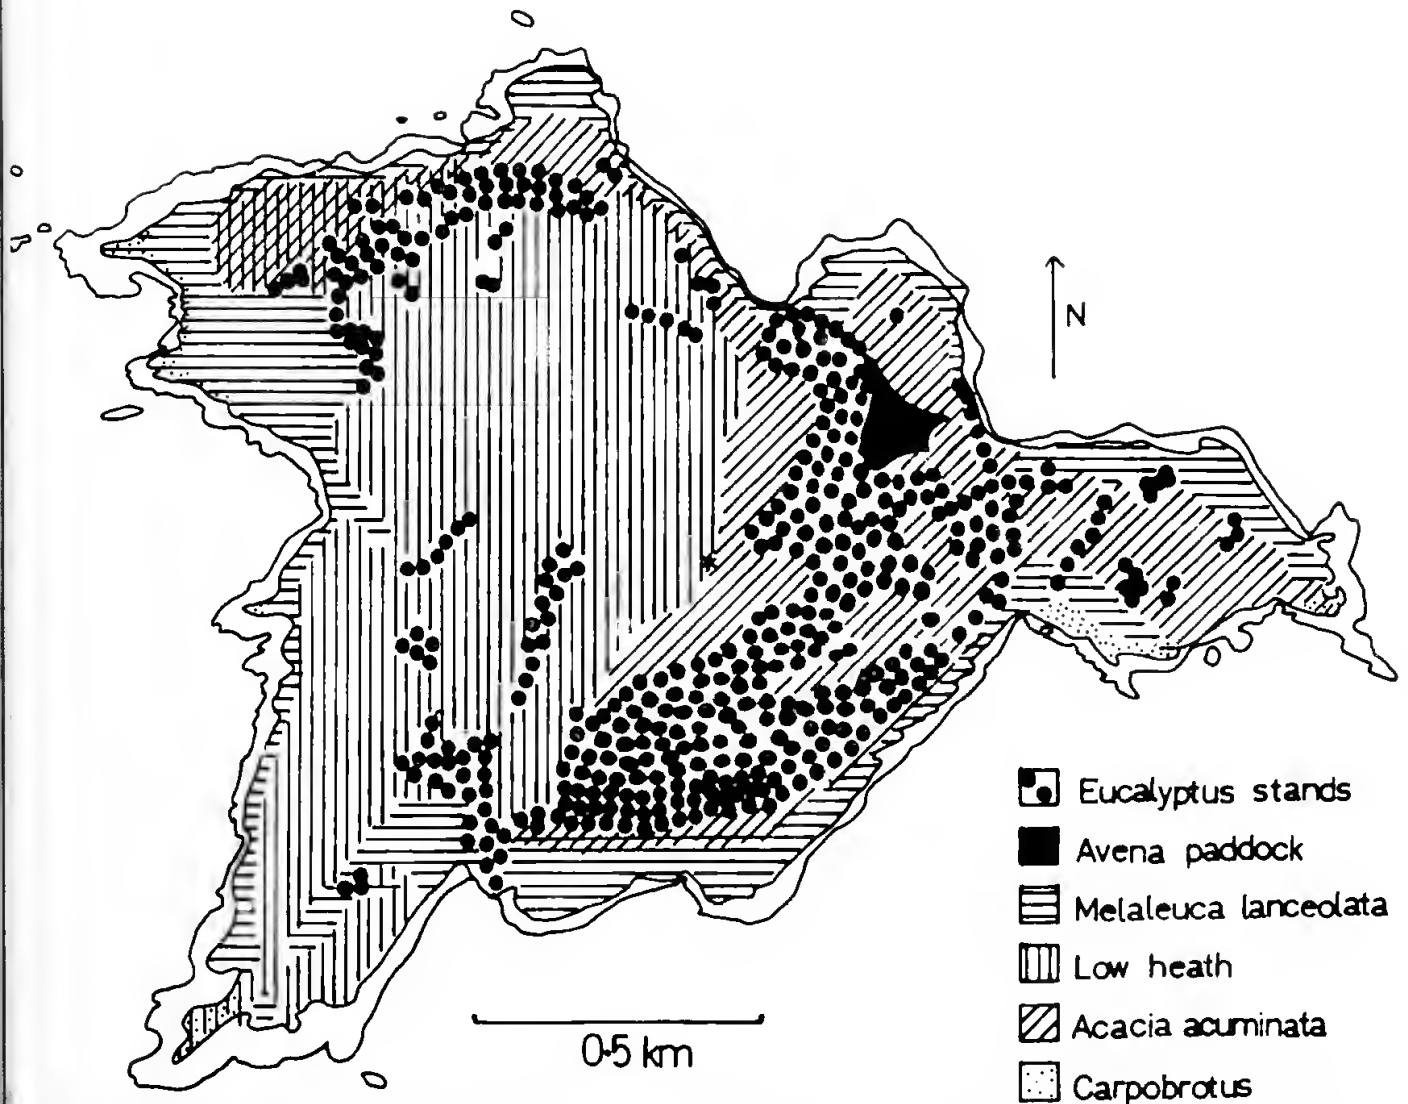 N
Eucalyptus stands
Avena paddock
Melaleuca lanceolata
Low heath
Acacia acuminata
Carpobrotus
0·5 km